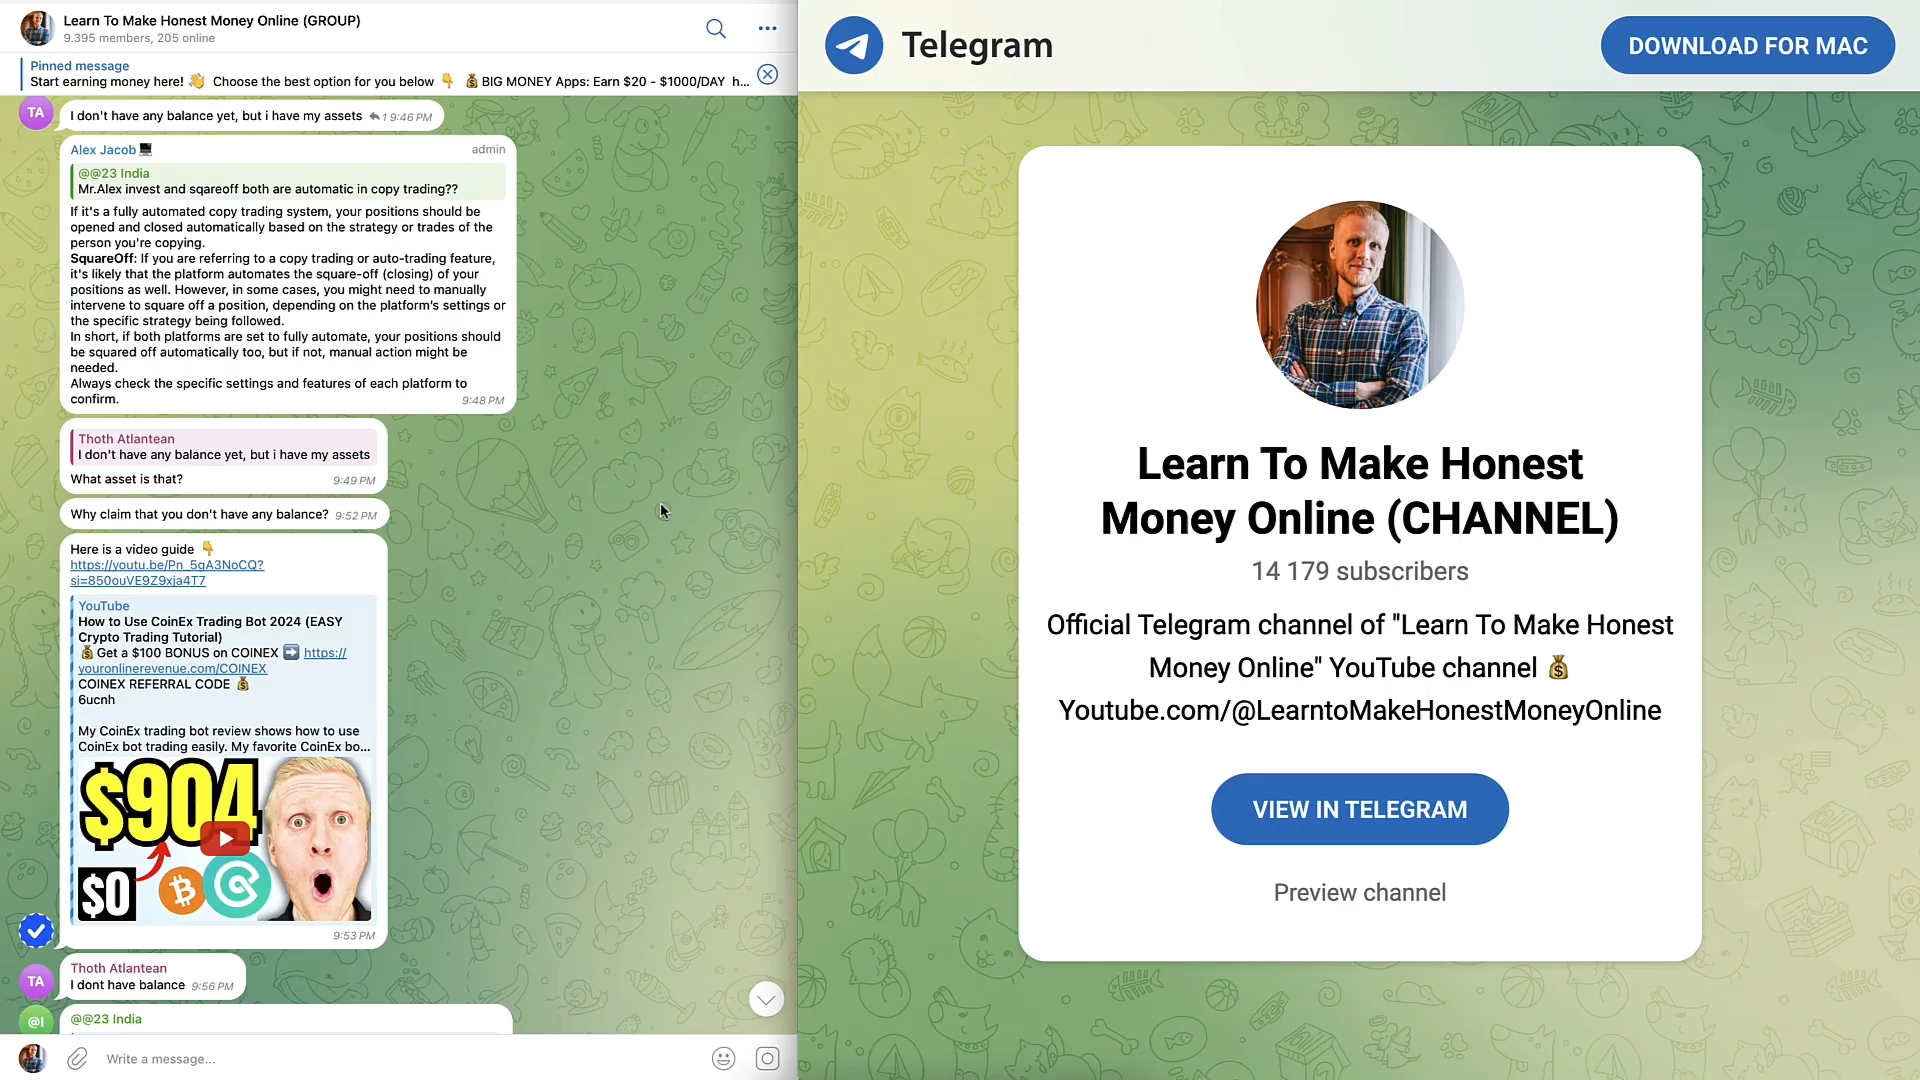 Learn To Make Honest Money Online (GROUP)
9.395 members, 205 online
Pinned message
Start earning money here! 👋 Choose the best option for you below 👇 💰BIG MONEY Apps: Earn $20 - $1000/DAY h...
TA
I don't have any balance yet, but i have my assets 1 9:46 PM
Alex Jacob💻 admin
@@23 India
Mr.Alex invest and sqareoff both are automatic in copy trading??
If it's a fully automated copy trading system, your positions should be
opened and closed automatically based on the strategy or trades of the
person you're copying.
SquareOff: If you are referring to a copy trading or auto-trading feature,
it's likely that the platform automates the square-off (closing) of your
positions as well. However, in some cases, you might need to manually
intervene to square off a position, depending on the platform's settings or
the specific strategy being followed.
In short, if both platforms are set to fully automate, your positions should
be squared off automatically too, but if not, manual action might be
needed.
Always check the specific settings and features of each platform to
confirm. 9:48 PM
Thoth Atlantean
I don't have any balance yet, but i have my assets
What asset is that? 9:49 PM
Why claim that you don't have any balance? 9:52 PM
Here is a video guide 👇
https://youtu.be/Pn_5gA3NoCQ?
si=850ouVE9Z9xja4T7
YouTube
How to Use CoinEx Trading Bot 2024 (EASY
Crypto Trading Tutorial)
💰Get a $100 BONUS on COINEX ➡️ https://
youronlinerevenue.com/COINEX
COINEX REFERRAL CODE 💰
6ucnh
My CoinEx trading bot review shows how to use
CoinEx bot trading easily. My favorite CoinEx bo...
$904
$0
9:53 PM
Thoth Atlantean
TA
I dont have balance 9:56 PM
@@23 India
@I
Write a message...
Telegram
DOWNLOAD FOR MAC
Learn To Make Honest
Money Online (CHANNEL)
14 179 subscribers
Official Telegram channel of "Learn To Make Honest
Money Online" YouTube channel 💰
Youtube.com/@LearntoMakeHonestMoneyOnline
VIEW IN TELEGRAM
Preview channel